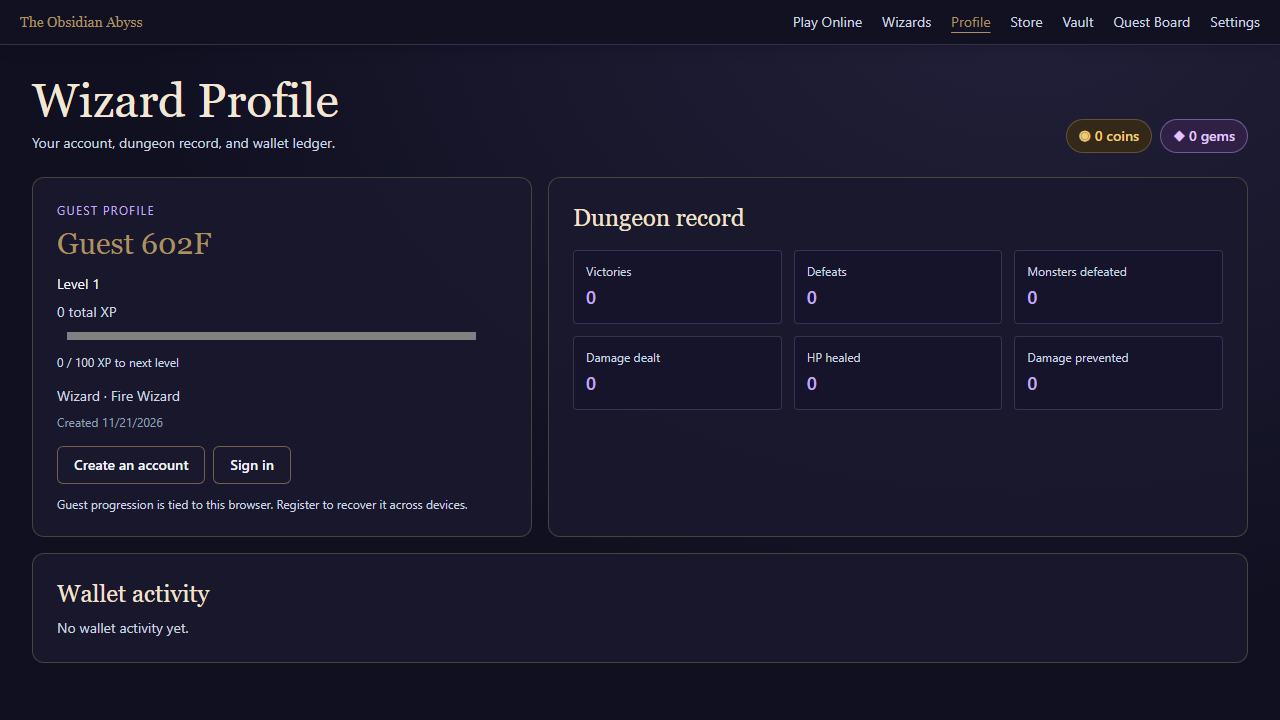 The Obsidian Abyss
Play Online Wizards Profile Store Vault Quest Board Settings
Wizard Profile
Your account, dungeon record, and wallet ledger.
0 coins
0 gems
GUEST PROFILE
Guest 602F
Level 1
0 total XP
0 / 100 XP to next level
Wizard · Fire Wizard
Created 11/21/2026
Create an account
Sign in
Guest progression is tied to this browser. Register to recover it across devices.
Dungeon record
Victories
0
Defeats
0
Monsters defeated
0
Damage dealt
0
HP healed
0
Damage prevented
0
Wallet activity
No wallet activity yet.